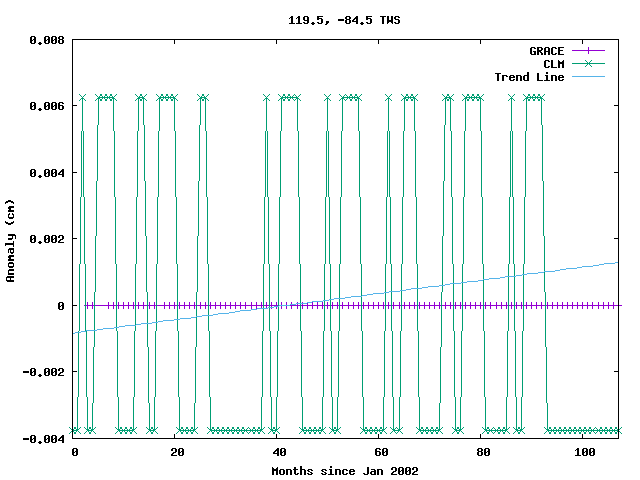 119.5, -84.5 TWS
GRACE
CLM
Trend Line
0.008
0.006
0.004
0.002
0
-0.002
-0.004
Anomaly (cm)
0 20 40 60 80 100
Months since Jan 2002